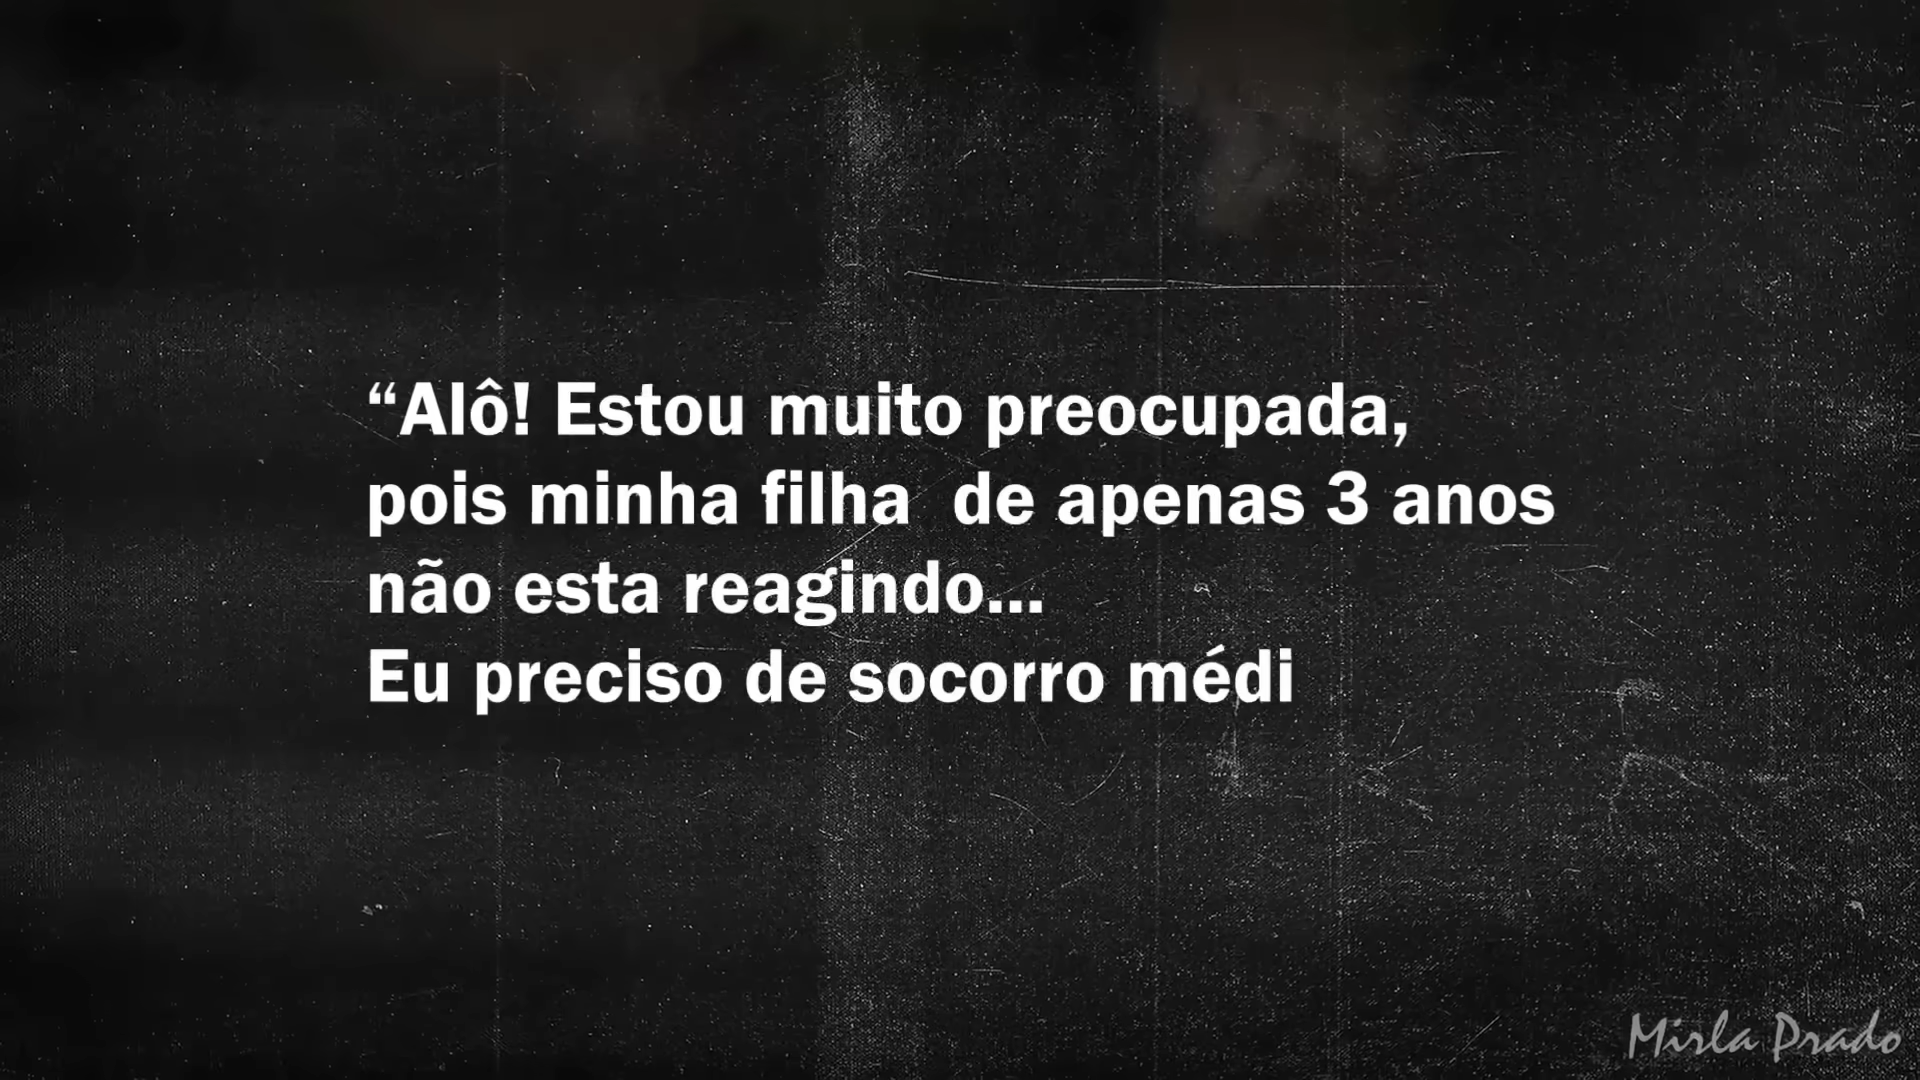 “Alô! Estou muito preocupada,
pois minha filha  de apenas 3 anos
não esta reagindo...
Eu preciso de socorro médi
Mirla Prado